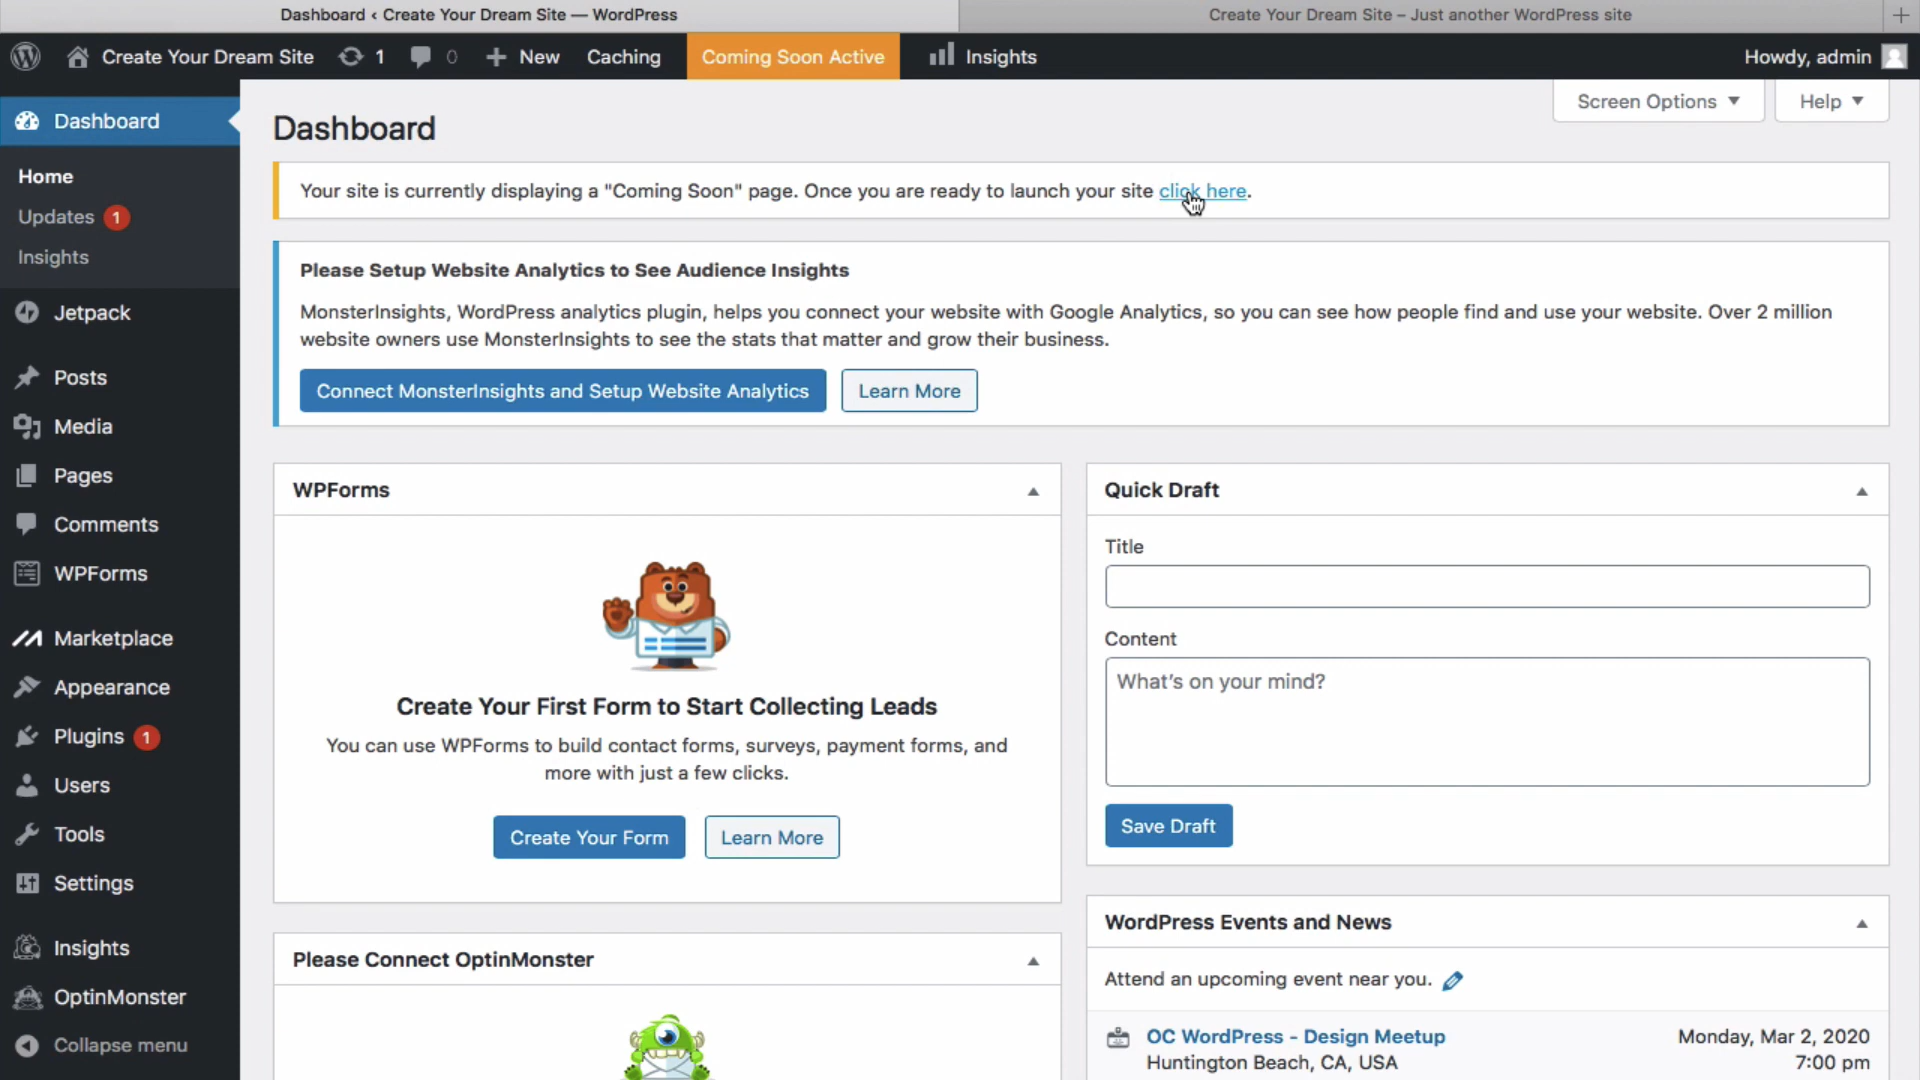 Dashboard ‹ Create Your Dream Site — WordPress
Create Your Dream Site – Just another WordPress site
Create Your Dream Site
1
0
New
Caching
Coming Soon Active
Insights
Howdy, admin
Dashboard
Home
Updates 1
Insights
Jetpack
Posts
Media
Pages
Comments
WPForms
Marketplace
Appearance
Plugins 1
Users
Tools
Settings
Insights
OptinMonster
Collapse menu
Screen Options
Help
Dashboard
Your site is currently displaying a "Coming Soon" page. Once you are ready to launch your site click here.
Please Setup Website Analytics to See Audience Insights
MonsterInsights, WordPress analytics plugin, helps you connect your website with Google Analytics, so you can see how people find and use your website. Over 2 million
website owners use MonsterInsights to see the stats that matter and grow their business.
Connect MonsterInsights and Setup Website Analytics
Learn More
WPForms
Create Your First Form to Start Collecting Leads
You can use WPForms to build contact forms, surveys, payment forms, and
more with just a few clicks.
Create Your Form
Learn More
Please Connect OptinMonster
Quick Draft
Title
Content
What's on your mind?
Save Draft
WordPress Events and News
Attend an upcoming event near you.
OC WordPress - Design Meetup
Huntington Beach, CA, USA
Monday, Mar 2, 2020
7:00 pm